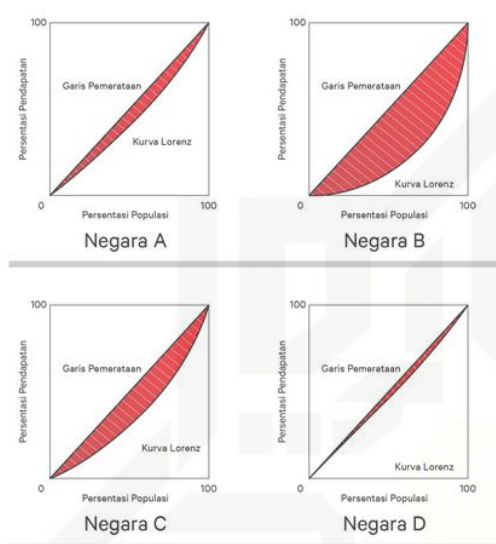 100
Persentasi Pendapatan
Garis Pemerataan
Kurva Lorenz
0
100
Persentasi Populasi
Negara A
100
Persentasi Pendapatan
Garis Pemerataan
Kurva Lorenz
0
100
Persentasi Populasi
Negara B
100
Persentasi Pendapatan
Garis Pemerataan
Kurva Lorenz
0
100
Persentasi Populasi
Negara C
100
Persentasi Pendapatan
Garis Pemerataan
Kurva Lorenz
0
100
Persentasi Populasi
Negara D